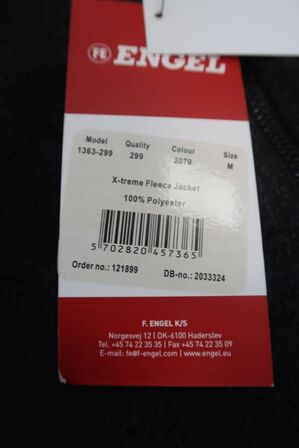 FE ENGEL
Model Quality Colour Size
1363-299 299 2079 M
X-treme Fleece Jacket
100% Polyester
5 702820 457365
Order no.: 121899 DB-no.: 2033324
F. ENGEL K/S
Norgesvej 12 | DK-6100 Haderslev
Tel. +45 74 22 35 35 | Fax +45 74 22 35 09
E-mail: fe@f-engel.com | www.engel.eu